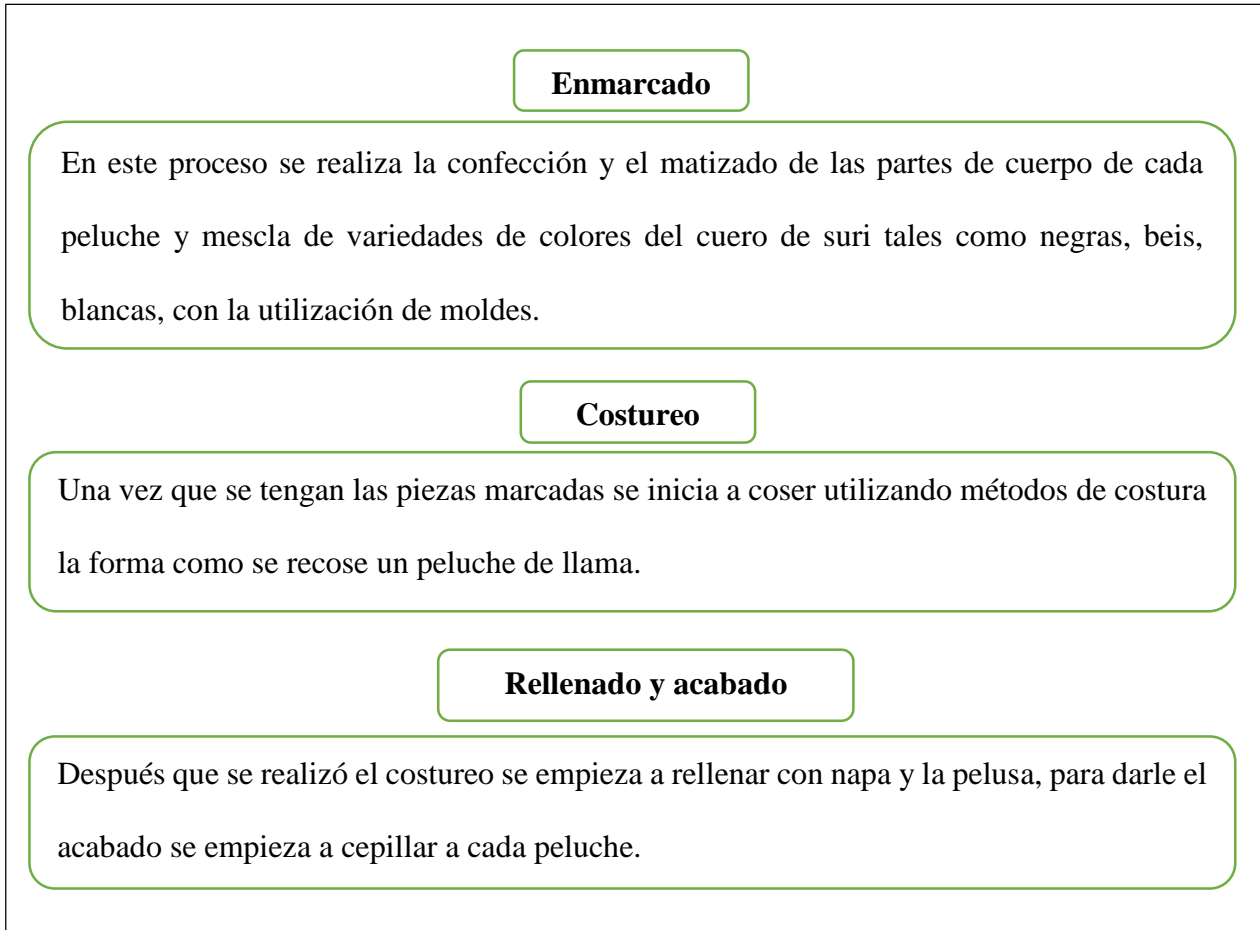 Enmarcado
En este proceso se realiza la confección y el matizado de las partes de cuerpo de cada
peluche y mescla de variedades de colores del cuero de suri tales como negras, beis,
blancas, con la utilización de moldes.
Costureo
Una vez que se tengan las piezas marcadas se inicia a coser utilizando métodos de costura
la forma como se recose un peluche de llama.
Rellenado y acabado
Después que se realizó el costureo se empieza a rellenar con napa y la pelusa, para darle el
acabado se empieza a cepillar a cada peluche.